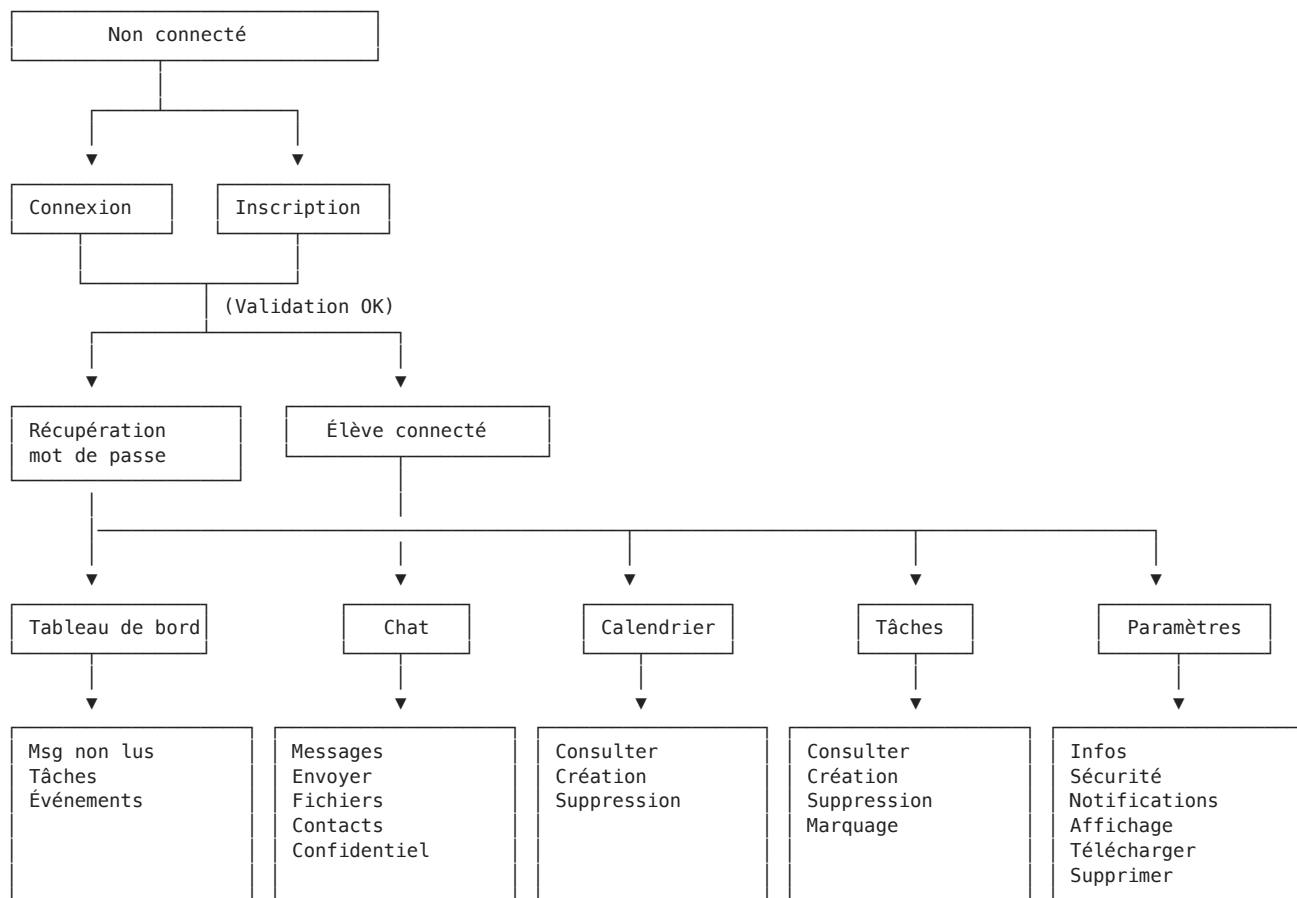 Non connecté
Connexion
Inscription
(Validation OK)
Récupération
mot de passe
Élève connecté
Tableau de bord
Chat
Calendrier
Tâches
Paramètres
Msg non lus
Tâches
Événements
Messages
Envoyer
Fichiers
Contacts
Confidentiel
Consulter
Création
Suppression
Consulter
Création
Suppression
Marquage
Infos
Sécurité
Notifications
Affichage
Télécharger
Supprimer